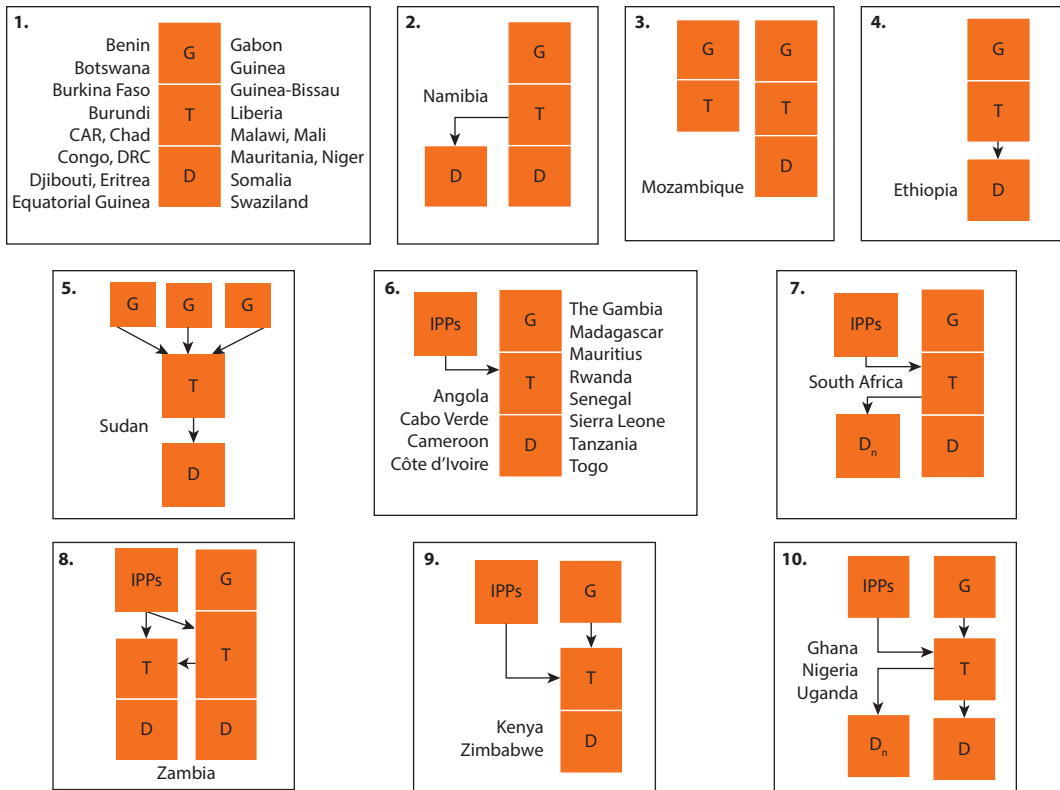 1.
Benin
Botswana
Burkina Faso
Burundi
CAR, Chad
Congo, DRC
Djibouti, Eritrea
Equatorial Guinea
G
T
D
Gabon
Guinea
Guinea-Bissau
Liberia
Malawi, Mali
Mauritania, Niger
Somalia
Swaziland
2.
Namibia
G
T
D
D
3.
G
G
T
T
D
Mozambique
4.
G
T
D
Ethiopia
5.
G
G
G
T
D
Sudan
6.
IPPs
G
T
D
Angola
Cabo Verde
Cameroon
Côte d'Ivoire
The Gambia
Madagascar
Mauritius
Rwanda
Senegal
Sierra Leone
Tanzania
Togo
7.
IPPs
G
South Africa
T
Dn
D
8.
IPPs
G
T
T
D
D
Zambia
9.
IPPs
G
T
D
Kenya
Zimbabwe
10.
IPPs
G
Ghana
Nigeria
Uganda
T
Dn
D